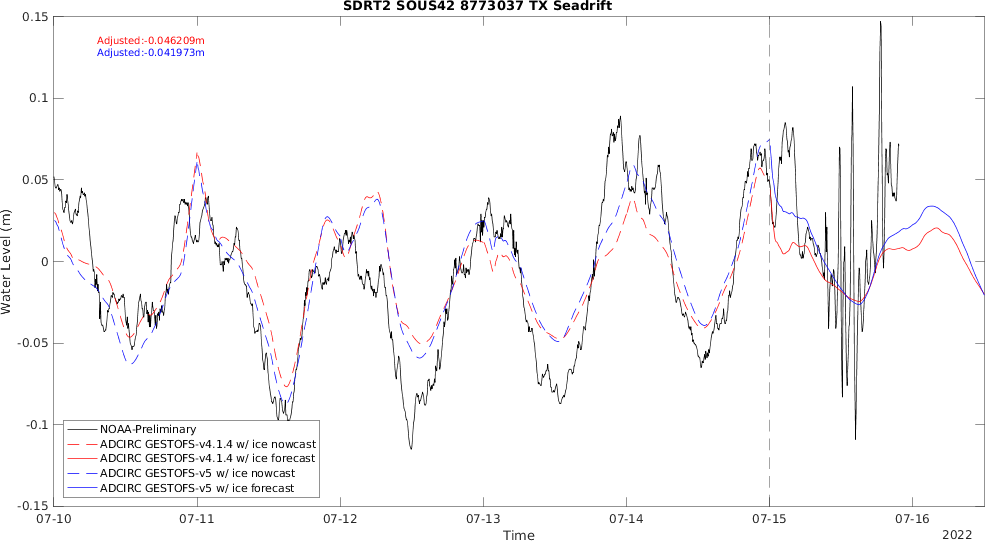 SDRT2 SOUS42 8773037 TX Seadrift
0.15
Adjusted:-0.046209m
Adjusted:-0.041973m
0.1
0.05
0
-0.05
-0.1
-0.15
Water Level (m)
NOAA-Preliminary
ADCIRC GESTOFS-v4.1.4 w/ ice nowcast
ADCIRC GESTOFS-v4.1.4 w/ ice forecast
ADCIRC GESTOFS-v5 w/ ice nowcast
ADCIRC GESTOFS-v5 w/ ice forecast
07-10 07-11 07-12 07-13 07-14 07-15 07-16
Time
2022